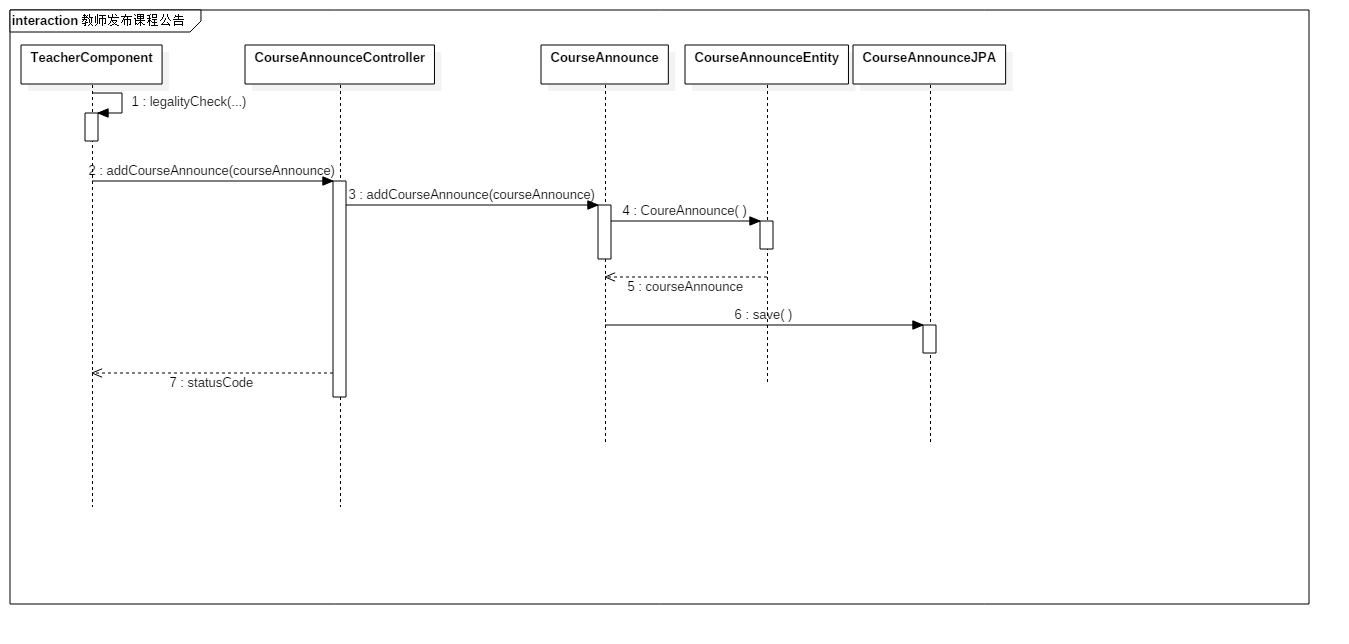 interaction 教师发布课程公告
TeacherComponent
CourseAnnounceController
CourseAnnounce
CourseAnnounceEntity
CourseAnnounceJPA
1 : legalityCheck(...)
2 : addCourseAnnounce(courseAnnounce)
3 : addCourseAnnounce(courseAnnounce)
4 : CoureAnnounce( )
5 : courseAnnounce
6 : save( )
7 : statusCode